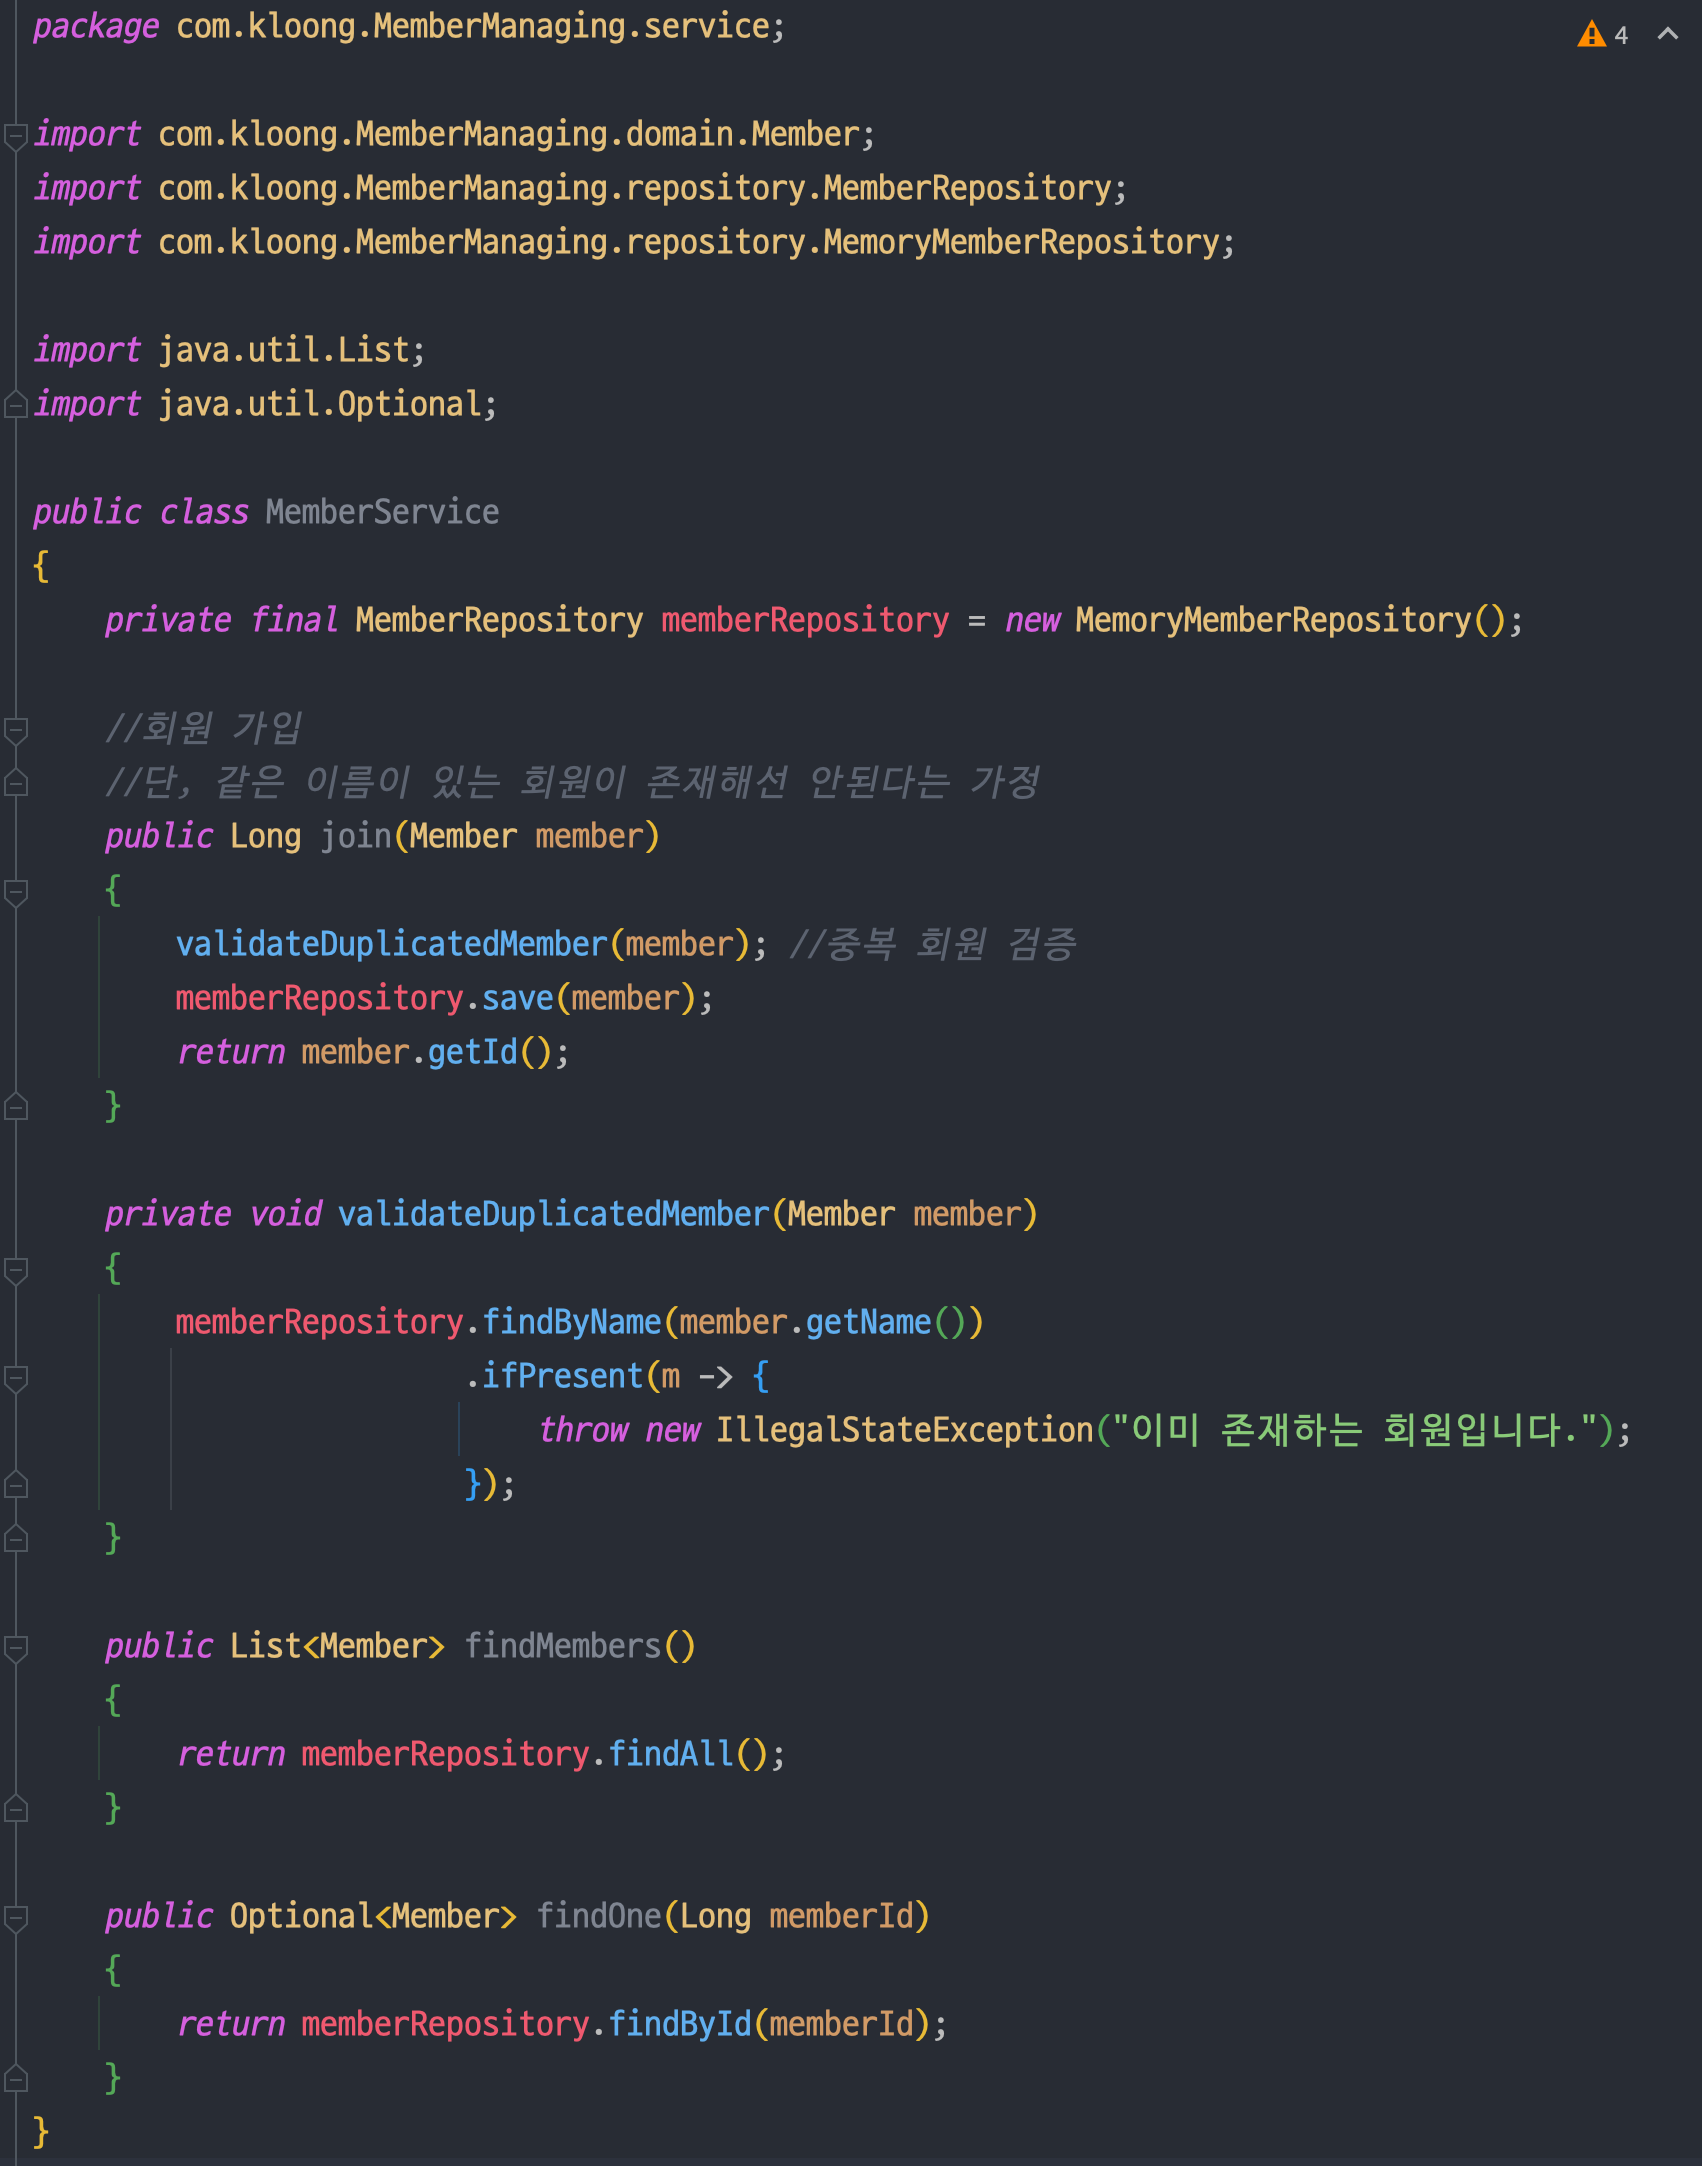 package com.kloong.MemberManaging.service;
4
import com.kloong.MemberManaging.domain.Member;
import com.kloong.MemberManaging.repository.MemberRepository;
import com.kloong.MemberManaging.repository.MemoryMemberRepository;
import java.util.List;
import java.util.Optional;
public class MemberService
{
private final MemberRepository memberRepository = new MemoryMemberRepository();
//회원 가입
//단, 같은 이름이 있는 회원이 존재해선 안된다는 가정
public Long join(Member member)
{
validateDuplicatedMember(member); //중복 회원 검증
memberRepository.save(member);
return member.getId();
}
private void validateDuplicatedMember(Member member)
{
memberRepository.findByName(member.getName())
.ifPresent(m -> {
throw new IllegalStateException("이미 존재하는 회원입니다.");
});
}
public List<Member> findMembers()
{
return memberRepository.findAll();
}
public Optional<Member> findOne(Long memberId)
{
return memberRepository.findById(memberId);
}
}